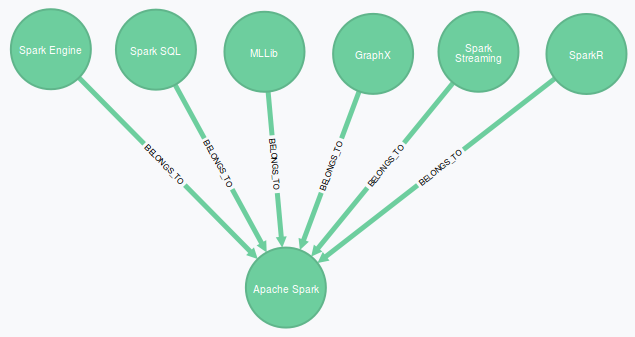 Spark Engine
Spark SQL
MLLib
GraphX
Spark
Streaming
SparkR
BELONGS_TO
BELONGS_TO
BELONGS_TO
BELONGS_TO
BELONGS_TO
BELONGS_TO
Apache Spark